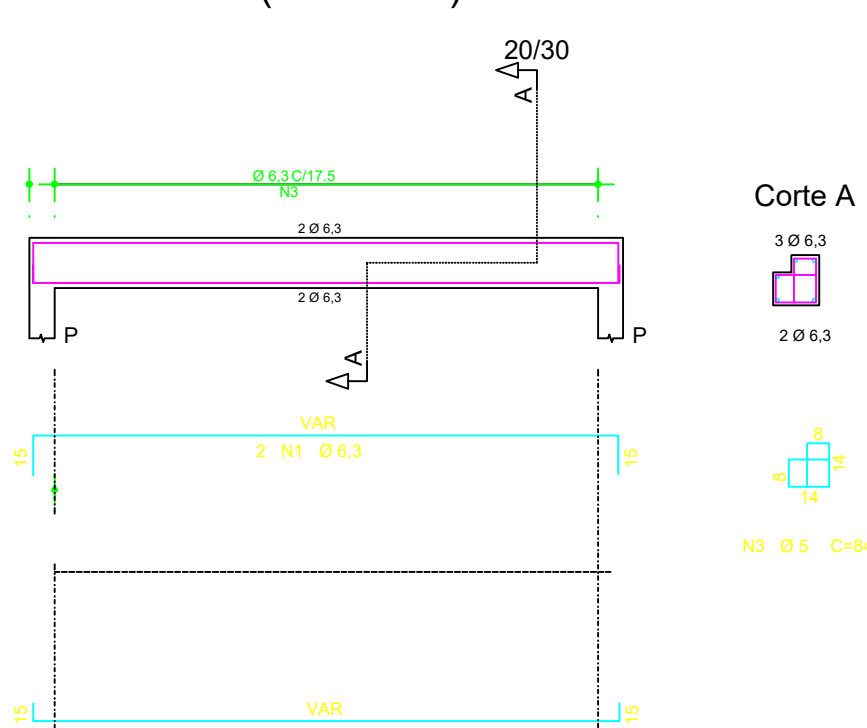 20/30
A
Ø 6,3 C/17.5
N3
Corte A
2 Ø 6,3
3 Ø 6,3
2 Ø 6,3
P
P
2 Ø 6,3
A
VAR
15
2 N1 Ø 6,3
15
8
8
14
14
N3 Ø 5 C=84
15
VAR
15